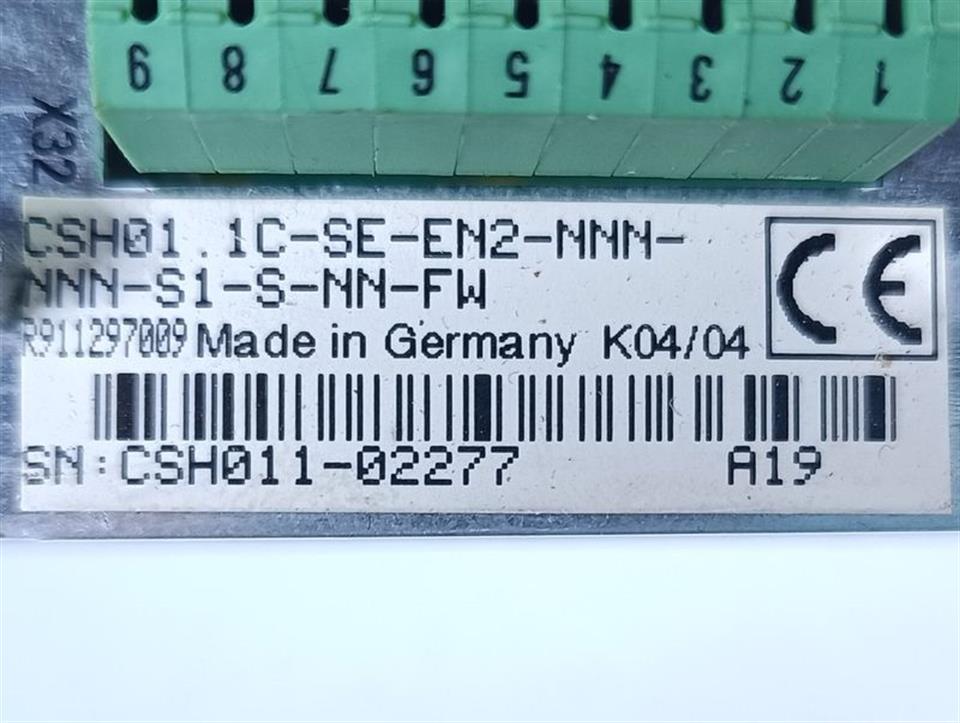 9 8 7 6 5 4 3 2 1
X32
CSH01.1C-SE-EN2-NNN-
NNN-S1-S-NN-FW
CE
R911297009 Made in Germany K04/04
SN:CSH011-02277 A19